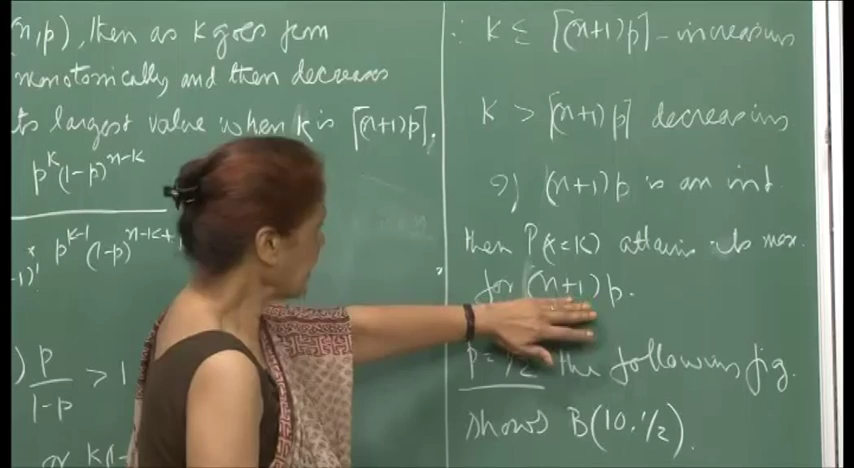 (n,p), then as K goes from
monotonically and then decreases
its largest value when K is [(n+1)p].
p^k (1-p)^{n-k}
p^{k-1} (1-p)^{n-k+
-1)!
) p/(1-p) > 1
or k(1-
∴ K ≤ [(n+1)p] - increasing
K > [(n+1)p] decreasing
If (n+1)p is an int.
then P(X=K) attains its max.
for (n+1)p.
P = 1/2 the following fig.
shows B(10, 1/2).